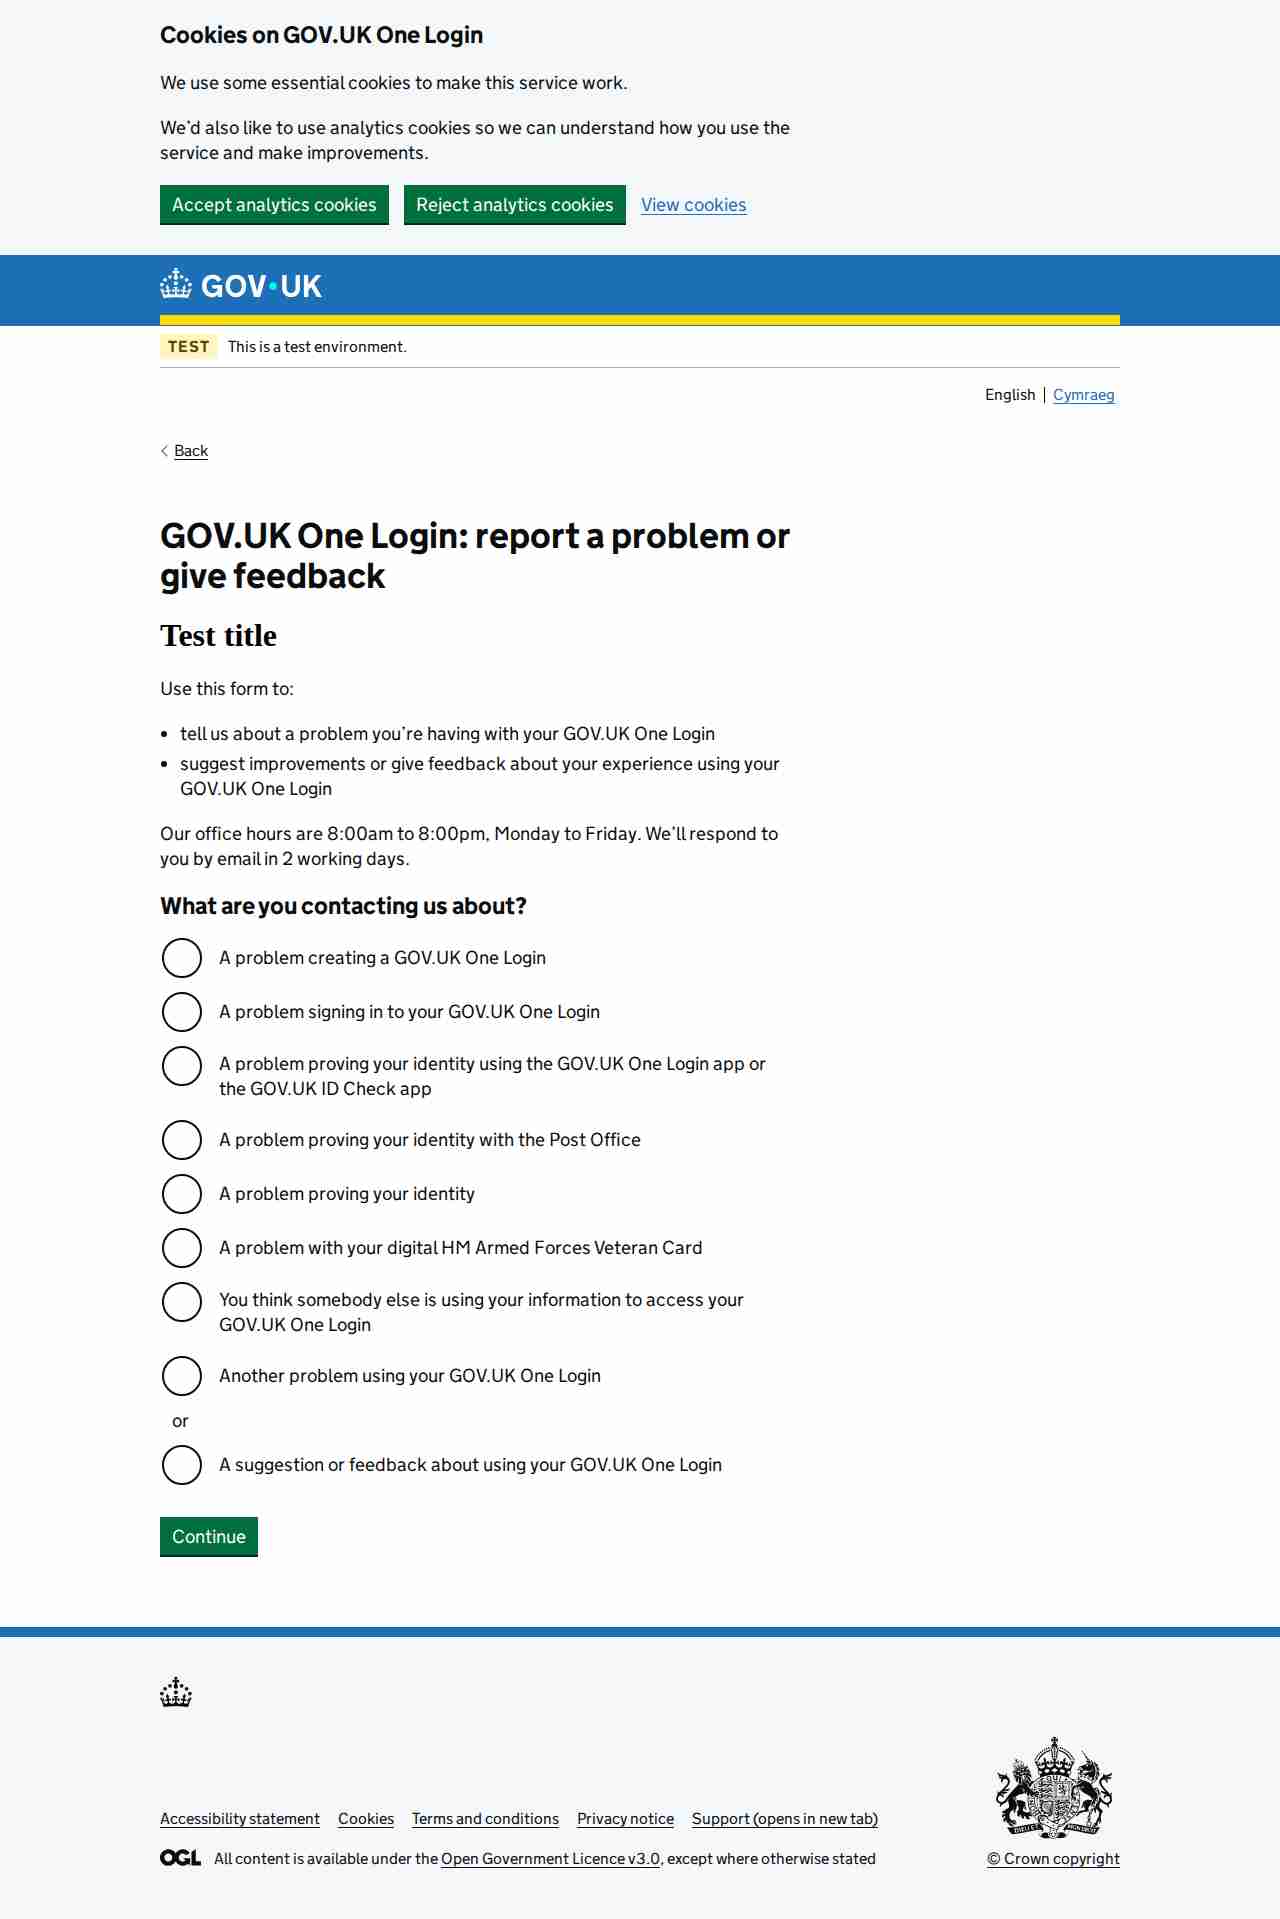 Cookies on GOV.UK One Login
We use some essential cookies to make this service work.
We’d also like to use analytics cookies so we can understand how you use the
service and make improvements.
Accept analytics cookies
Reject analytics cookies
View cookies
GOV•UK
TEST
This is a test environment.
English
Cymraeg
Back
GOV.UK One Login: report a problem or
give feedback
Test title
Use this form to:
• tell us about a problem you’re having with your GOV.UK One Login
• suggest improvements or give feedback about your experience using your
GOV.UK One Login
Our office hours are 8:00am to 8:00pm, Monday to Friday. We’ll respond to
you by email in 2 working days.
What are you contacting us about?
A problem creating a GOV.UK One Login
A problem signing in to your GOV.UK One Login
A problem proving your identity using the GOV.UK One Login app or
the GOV.UK ID Check app
A problem proving your identity with the Post Office
A problem proving your identity
A problem with your digital HM Armed Forces Veteran Card
You think somebody else is using your information to access your
GOV.UK One Login
Another problem using your GOV.UK One Login
or
A suggestion or feedback about using your GOV.UK One Login
Continue
Accessibility statement
Cookies
Terms and conditions
Privacy notice
Support (opens in new tab)
OGL
All content is available under the Open Government Licence v3.0, except where otherwise stated
© Crown copyright